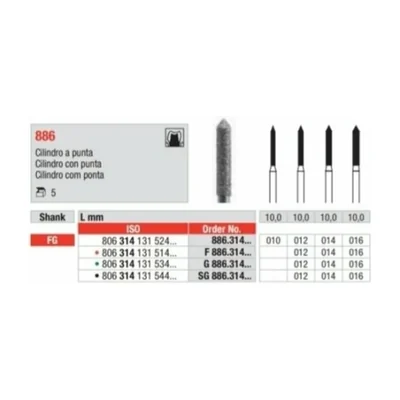 886
Cilindro a punta
Cilindro con punta
Cilindro com ponta
5
Shank L mm 10,0 10,0 10,0 10,0
ISO Order No.
FG 806 314 131 524... 886.314... 010 012 014 016
806 314 131 514... F 886.314... 012 014 016
806 314 131 534... G 886.314... 012 014 016
806 314 131 544... SG 886.314... 012 014 016